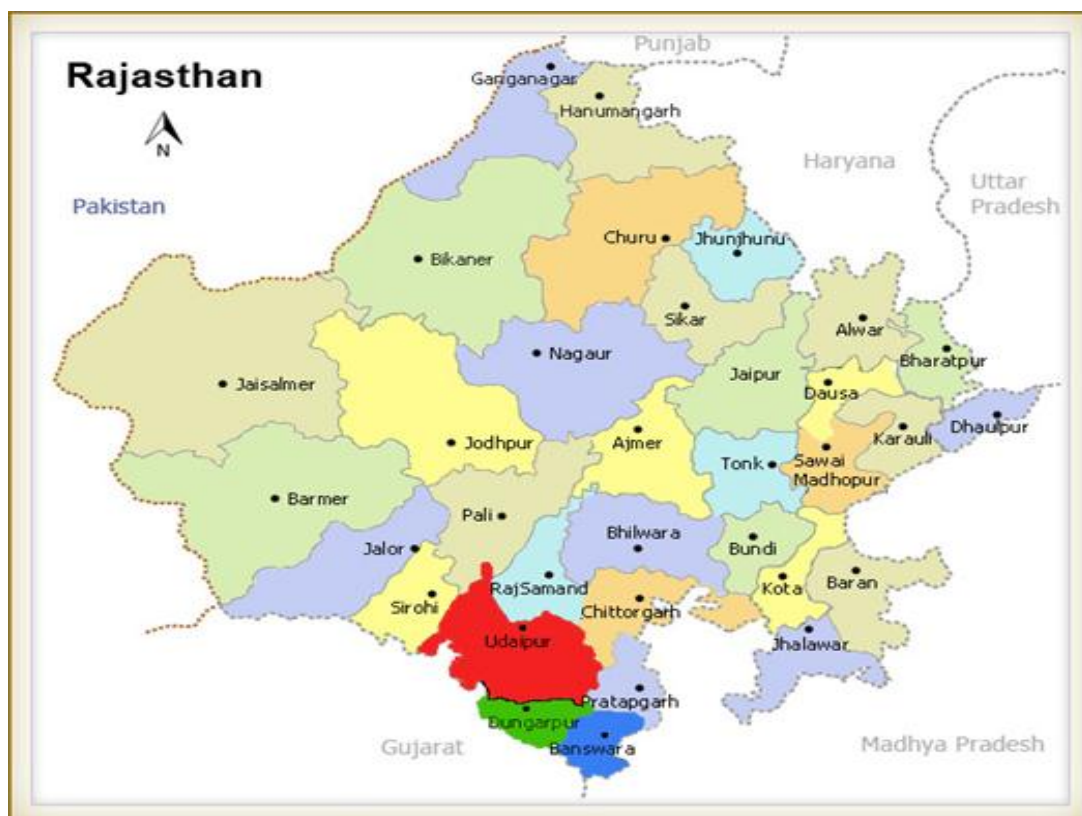 Punjab
Rajasthan
Ganganagar
Hanumangarh
N
Haryana
Uttar
Pradesh
Pakistan
Churu
Jhunjhunu
Bikaner
Sikar
Alwar
Nagaur
Bharatpur
Jaipur
Jaisalmer
Dausa
Dhaulpur
Jodhpur
Ajmer
Karauli
Tonk
Sawai
Madhopur
Barmer
Pali
Bhilwara
Jalor
Bundi
RajSamand
Kota
Baran
Sirohi
Chittorgarh
Udaipur
Jhalawar
Pratapgarh
Dungarpur
Gujarat
Banswara
Madhya Pradesh